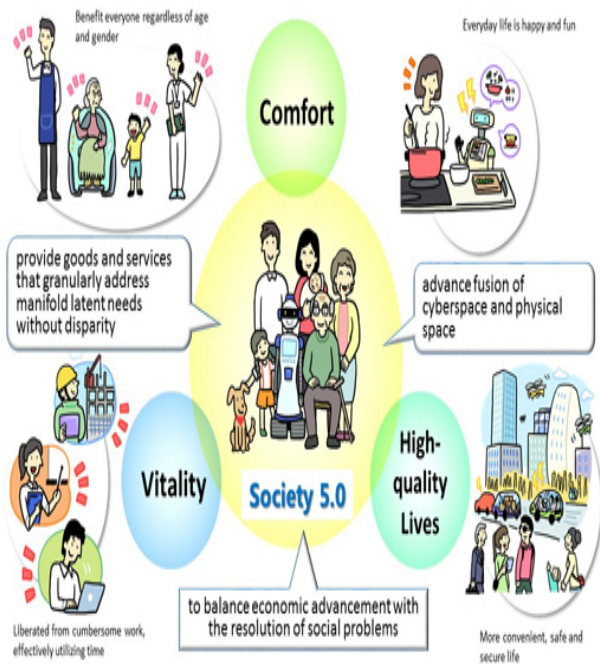 Benefit everyone regardless of age
and gender
Everyday life is happy and fun
Comfort
provide goods and services
that granularly address
manifold latent needs
without disparity
advance fusion of
cyberspace and physical
space
Vitality
Society 5.0
High-
quality
Lives
to balance economic advancement with
the resolution of social problems
Liberated from cumbersome work,
effectively utilizing time
More convenient, safe and
secure life